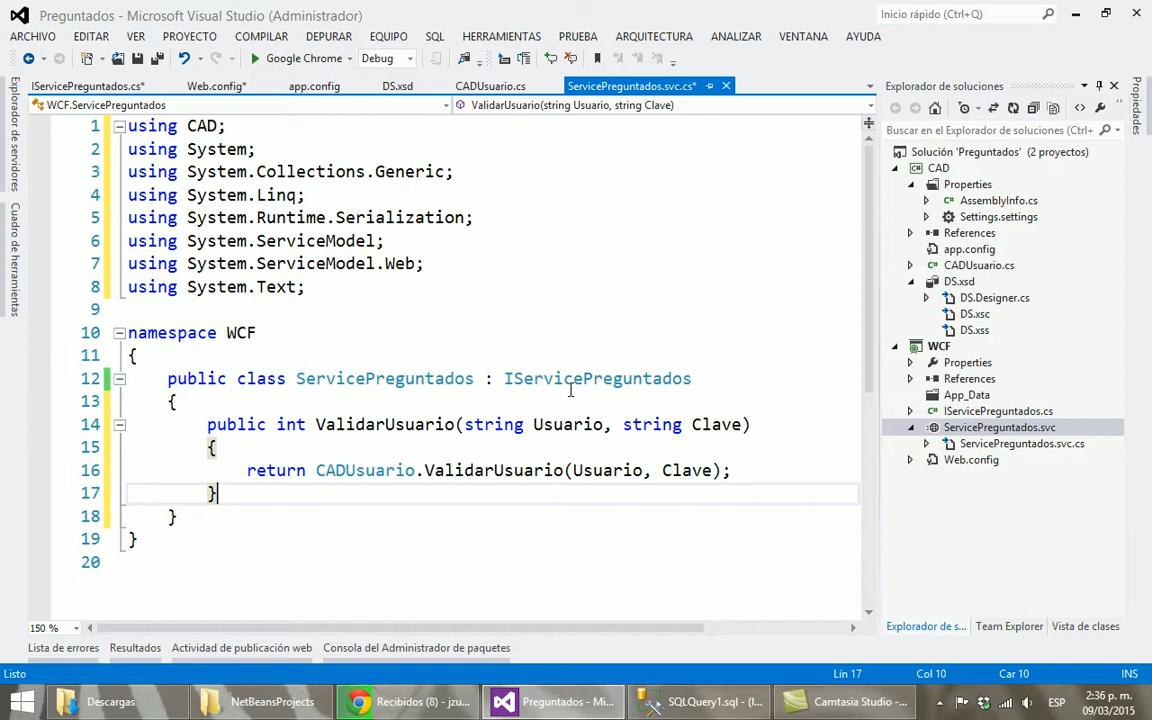 Preguntados - Microsoft Visual Studio (Administrador)
Inicio rápido (Ctrl+Q)
ARCHIVO EDITAR VER PROYECTO COMPILAR DEPURAR EQUIPO SQL HERRAMIENTAS PRUEBA ARQUITECTURA ANALIZAR VENTANA AYUDA
Google Chrome Debug
IServicePreguntados.cs* Web.config* app.config DS.xsd CADUsuario.cs ServicePreguntados.svc.cs*
WCF.ServicePreguntados ValidarUsuario(string Usuario, string Clave)
Explorador de servidores
Cuadro de herramientas
1 using CAD;
2 using System;
3 using System.Collections.Generic;
4 using System.Linq;
5 using System.Runtime.Serialization;
6 using System.ServiceModel;
7 using System.ServiceModel.Web;
8 using System.Text;
9
10 namespace WCF
11 {
12 public class ServicePreguntados : IServicePreguntados
13 {
14 public int ValidarUsuario(string Usuario, string Clave)
15 {
16 return CADUsuario.ValidarUsuario(Usuario, Clave);
17 }
18 }
19 }
20
150 %
Explorador de soluciones
Buscar en el Explorador de soluciones (Ctrl+
Solución 'Preguntados' (2 proyectos)
CAD
Properties
AssemblyInfo.cs
Settings.settings
References
app.config
CADUsuario.cs
DS.xsd
DS.Designer.cs
DS.xsc
DS.xss
WCF
Properties
References
App_Data
IServicePreguntados.cs
ServicePreguntados.svc
ServicePreguntados.svc.cs
Web.config
Explorador de s... Team Explorer Vista de clases
Propiedades
Lista de errores Resultados Actividad de publicación web Consola del Administrador de paquetes
Listo Lín 17 Col 10 Car 10 INS
Descargas NetBeansProjects Recibidos (8) - jzu... Preguntados - Mi... SQLQuery1.sql - (l... Camtasia Studio -... ESP 2:36 p. m.
09/03/2015